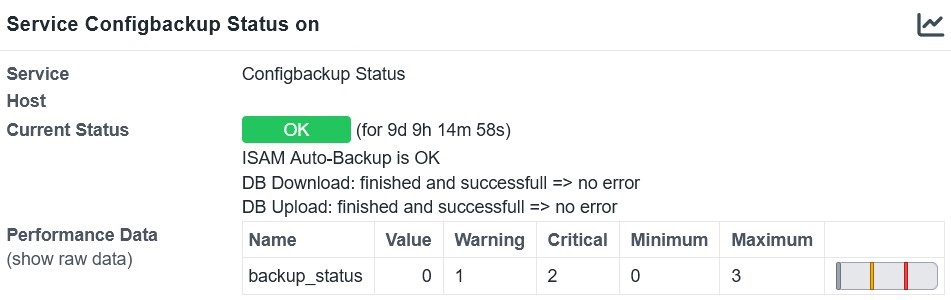 Service Configbackup Status on
Service Configbackup Status
Host
Current Status OK (for 9d 9h 14m 58s)
ISAM Auto-Backup is OK
DB Download: finished and successfull => no error
DB Upload: finished and successfull => no error
Performance Data
(show raw data)
Name Value Warning Critical Minimum Maximum
backup_status 0 1 2 0 3